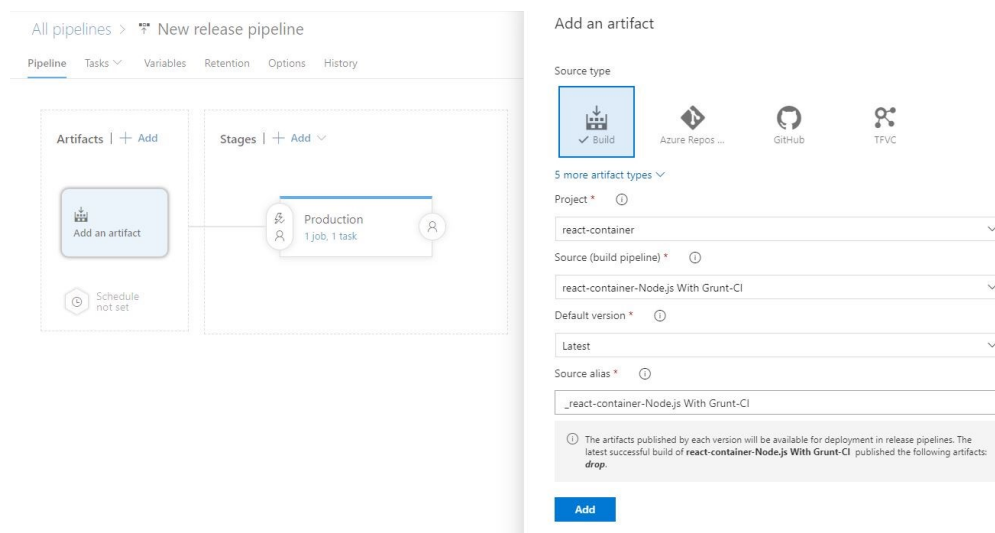 All pipelines > New release pipeline
Pipeline Tasks Variables Retention Options History
Artifacts | + Add
Stages | + Add
Add an artifact
Schedule
not set
Production
1 job, 1 task
Add an artifact
Source type
Build
Azure Repos ...
GitHub
TFVC
5 more artifact types
Project *
react-container
Source (build pipeline) *
react-container-Node.js With Grunt-CI
Default version *
Latest
Source alias *
_react-container-Node.js With Grunt-CI
The artifacts published by each version will be available for deployment in release pipelines. The
latest successful build of react-container-Node.js With Grunt-CI published the following artifacts:
drop.
Add